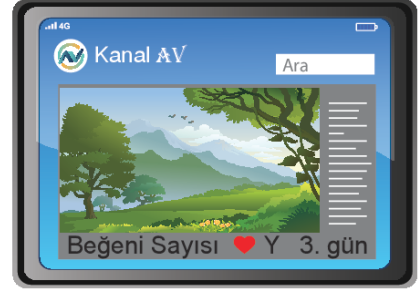 4G
Kanal AV
Ara
Beğeni Sayısı ❤ Y 3. gün